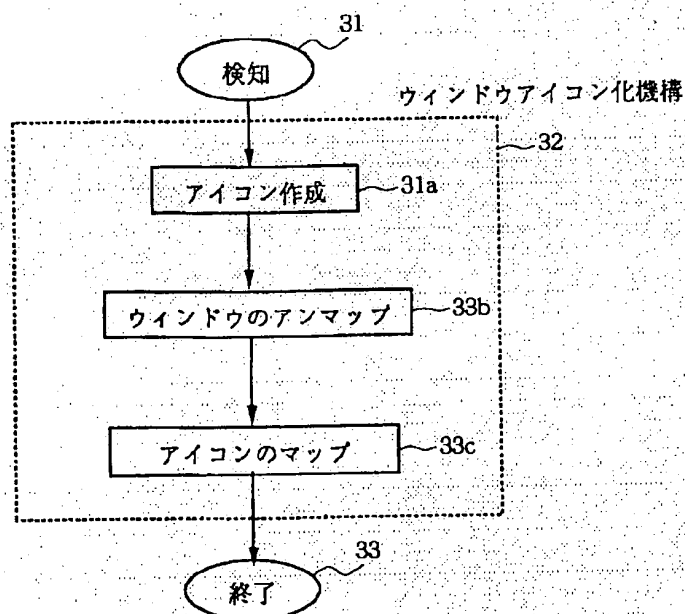 31
検知
ウィンドウアイコン化機構
32
アイコン作成
31a
ウィンドウのアンマップ
33b
アイコンのマップ
33c
33
終了